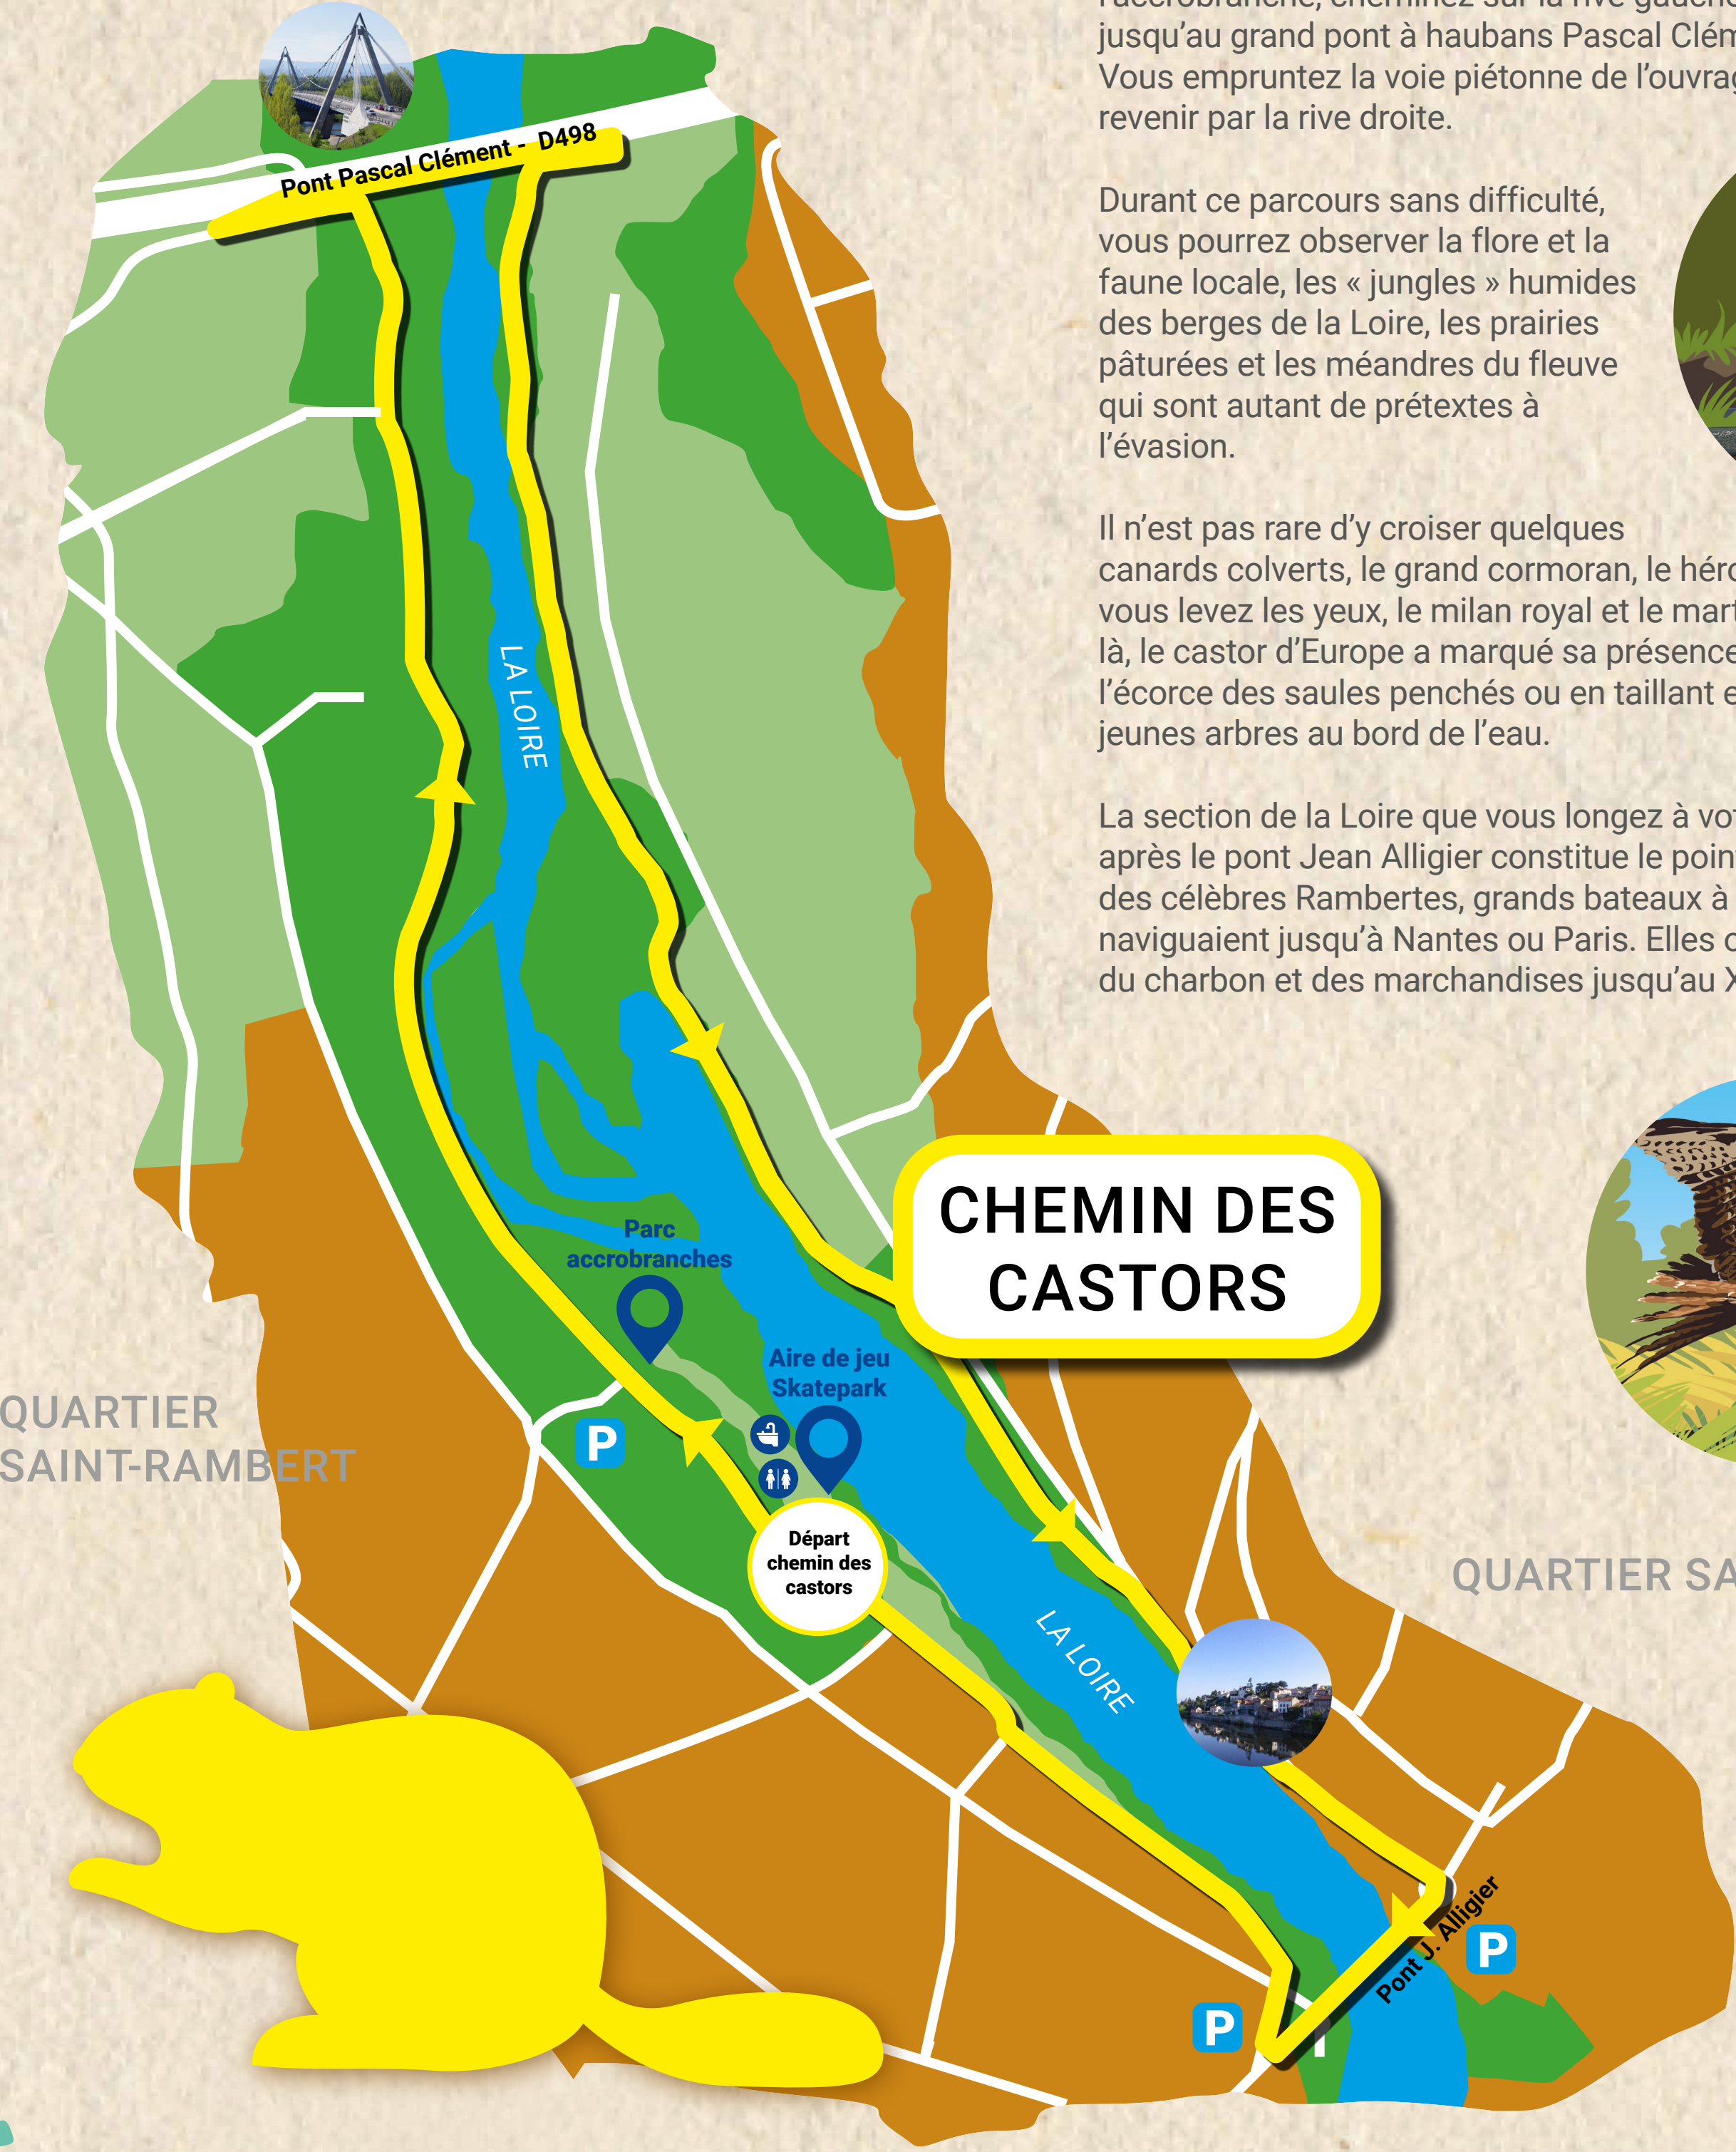 l'accrobranche, cheminez sur la rive
jusqu'au grand pont à haubans Pascal
Vous empruntez la voie piétonne de
revenir par la rive droite.
Durant ce parcours sans difficulté,
vous pourrez observer la flore et la
faune locale, les « jungles » humides
des berges de la Loire, les prairies
pâturées et les méandres du fleuve
qui sont autant de prétextes à
l'évasion.
Il n'est pas rare d'y croiser quelques
canards colverts, le grand cormoran, le
vous levez les yeux, le milan royal et le
là, le castor d'Europe a marqué sa présence
l'écorce des saules penchés ou en taillant
jeunes arbres au bord de l'eau.
La section de la Loire que vous longez à
après le pont Jean Alligier constitue le
des célèbres Rambertes, grands bateaux à
naviguaient jusqu'à Nantes ou Paris. Elles
du charbon et des marchandises jusqu'au
Pont Pascal Clément - D498
LA LOIRE
CHEMIN DES
CASTORS
Parc
accrobranches
Aire de jeu
Skatepark
P
Départ
chemin des
castors
QUARTIER
SAINT-RAMBERT
QUARTIER
LA LOIRE
Pont J. Alligier
P
P